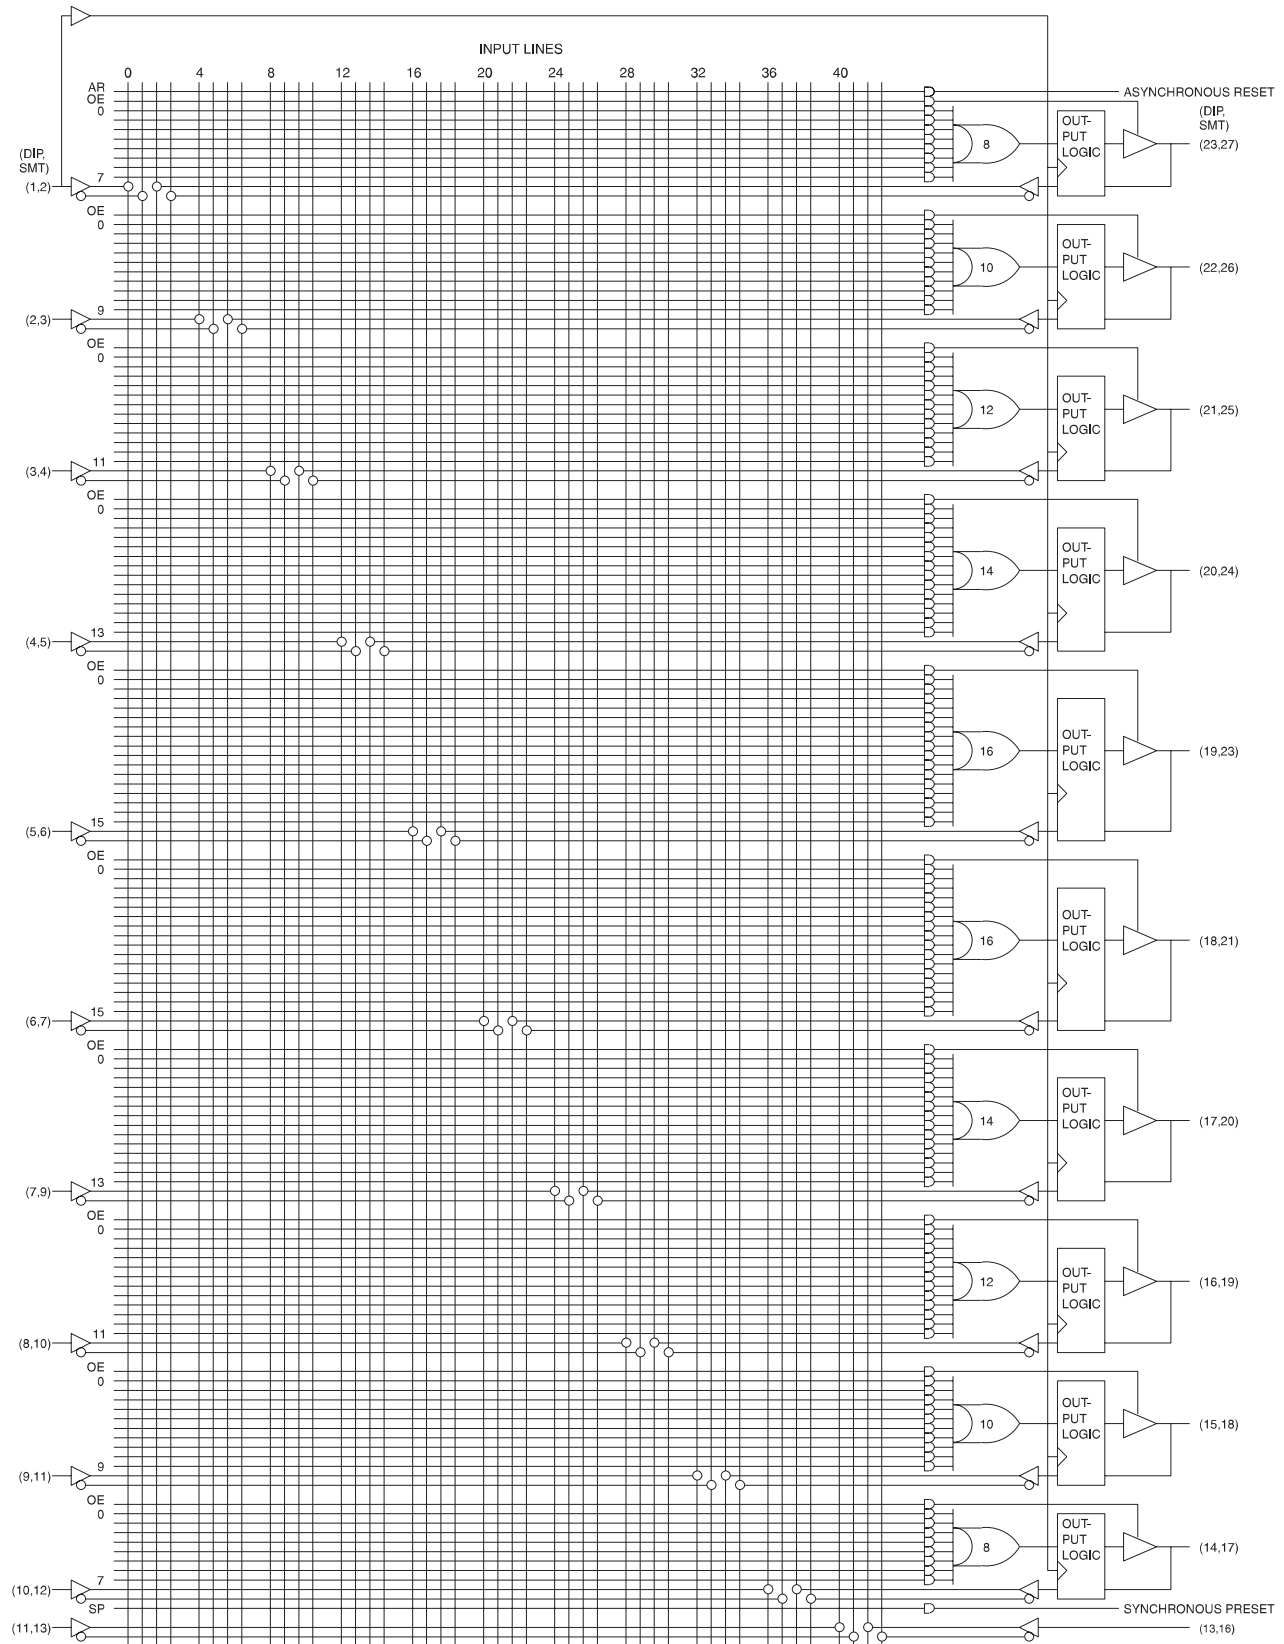 INPUT LINES
0 4 8 12 16 20 24 28 32 36 40
AR
ASYNCHRONOUS RESET
OE
0
(DIP,
SMT)
OUT-
PUT
LOGIC
8
(23,27)
(DIP,
SMT)
7
(1,2)
OE
0
OUT-
PUT
LOGIC
10
(22,26)
9
(2,3)
OE
0
OUT-
PUT
LOGIC
12
(21,25)
11
(3,4)
OE
0
OUT-
PUT
LOGIC
14
(20,24)
13
(4,5)
OE
0
OUT-
PUT
LOGIC
16
(19,23)
15
(5,6)
OE
0
OUT-
PUT
LOGIC
16
(18,21)
15
(6,7)
OE
0
OUT-
PUT
LOGIC
14
(17,20)
13
(7,9)
OE
0
OUT-
PUT
LOGIC
12
(16,19)
11
(8,10)
OE
0
OUT-
PUT
LOGIC
10
(15,18)
9
(9,11)
OE
0
OUT-
PUT
LOGIC
8
(14,17)
7
(10,12)
SP
SYNCHRONOUS PRESET
(11,13)
(13,16)